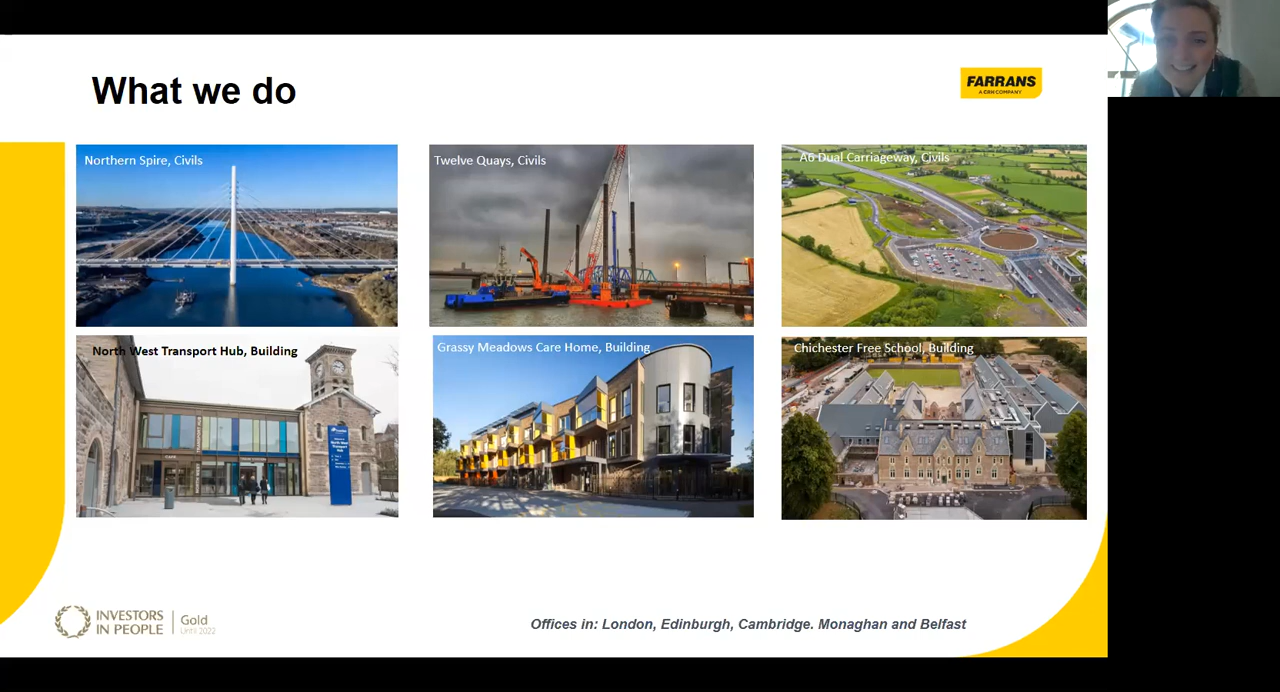 What we do
FARRANS
A CRH COMPANY
Northern Spire, Civils
Twelve Quays, Civils
A6 Dual Carriageway, Civils
North West Transport Hub, Building
Grassy Meadows Care Home, Building
Chichester Free School, Building
INVESTORS
IN PEOPLE
Gold
Until 2022
Offices in: London, Edinburgh, Cambridge. Monaghan and Belfast